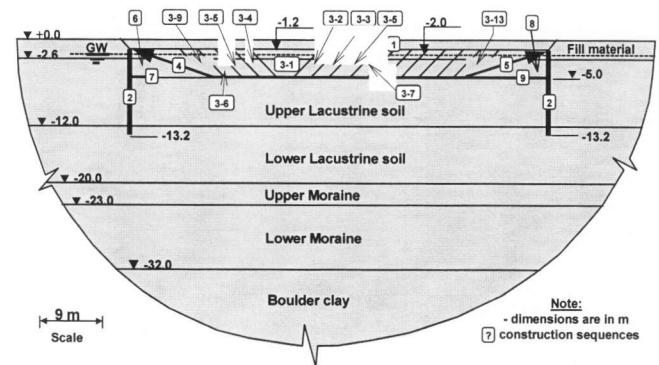 +0.0
6
3-9
3-5
3-4
-1.2
3-2
3-3
3-5
-2.0
3-13
8
GW
1
Fill material
-2.6
4
3-1
5
9
7
-5.0
3-6
3-7
2
2
Upper Lacustrine soil
-12.0
-13.2
-13.2
Lower Lacustrine soil
-20.0
Upper Moraine
-23.0
Lower Moraine
-32.0
Boulder clay
9 m
Scale
Note:
- dimensions are in m
? construction sequences